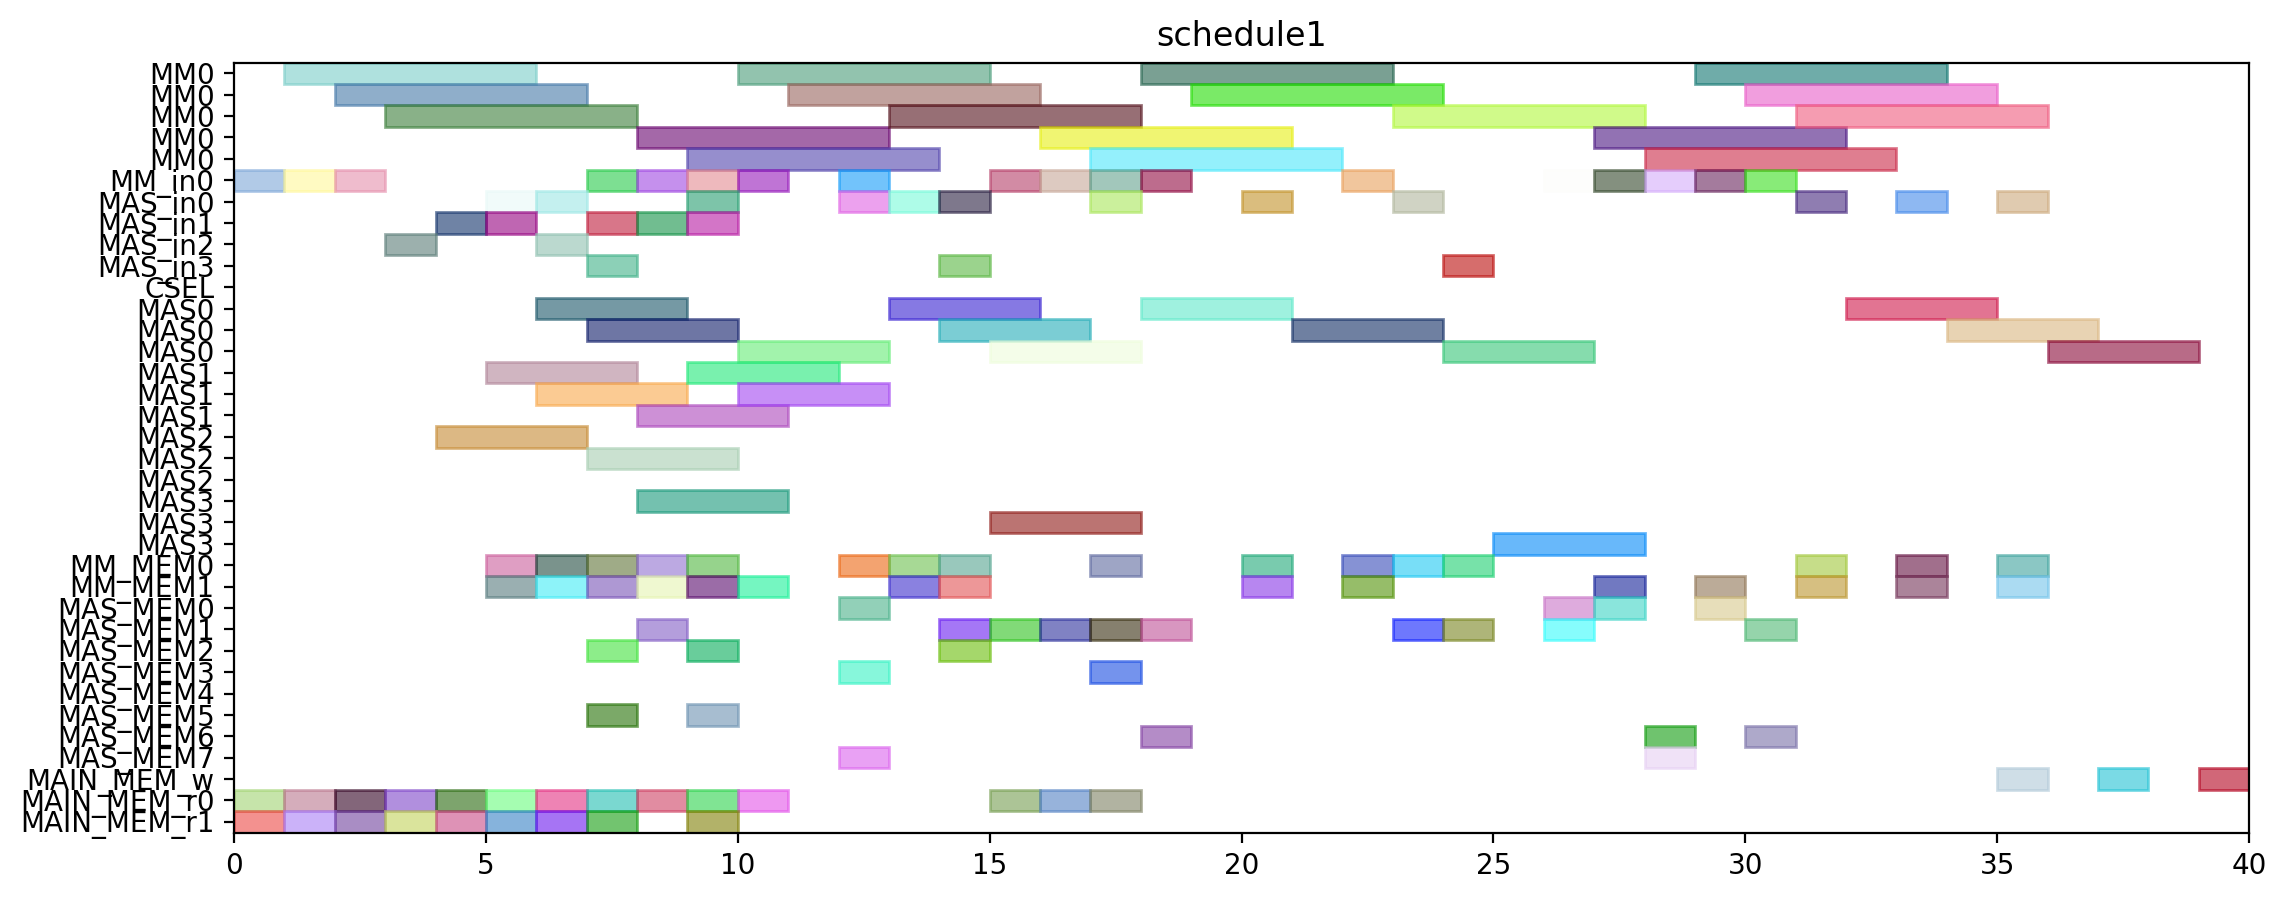 schedule1
MM0
MM0
MM0
MM0
MM0
MM_in0
MAS_in0
MAS_in1
MAS_in2
MAS_in3
CSEL
MAS0
MAS0
MAS0
MAS1
MAS1
MAS1
MAS2
MAS2
MAS2
MAS3
MAS3
MAS3
MM_MEM0
MM_MEM1
MAS_MEM0
MAS_MEM1
MAS_MEM2
MAS_MEM3
MAS_MEM4
MAS_MEM5
MAS_MEM6
MAS_MEM7
MAIN_MEM_w
MAIN_MEM_r0
MAIN_MEM_r1
0 5 10 15 20 25 30 35 40